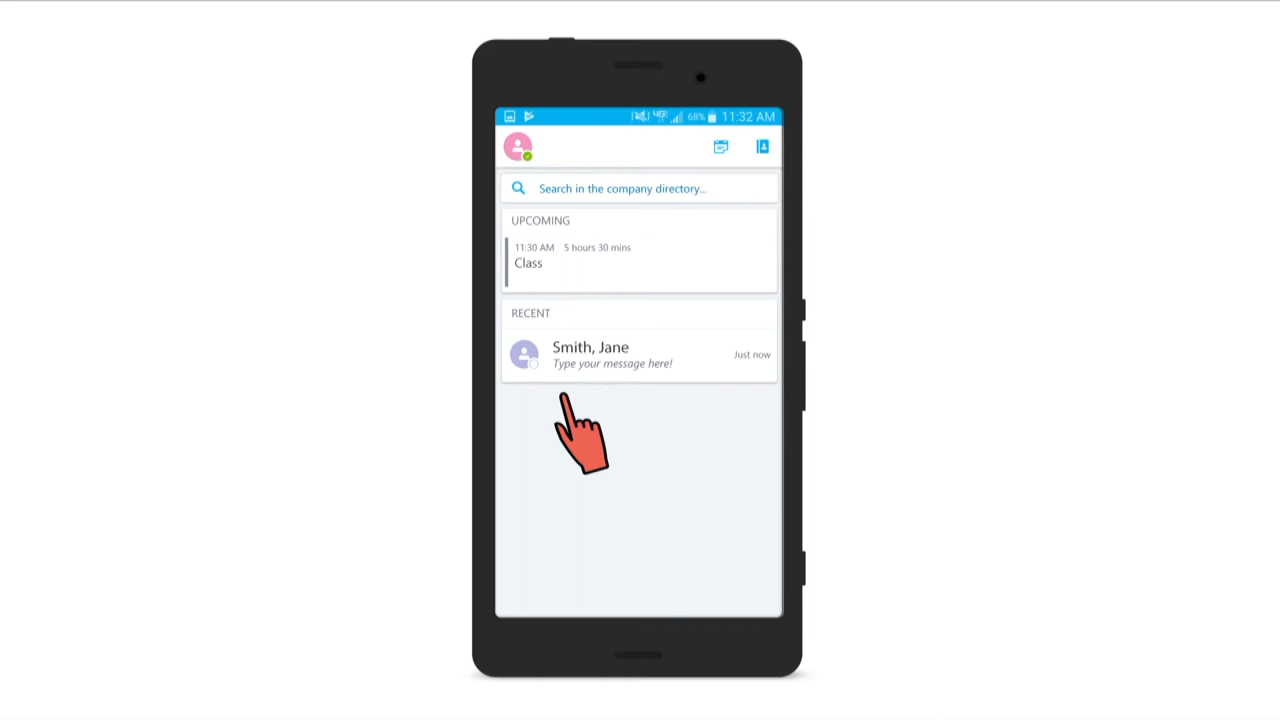 68% 11:32 AM
Search in the company directory...
UPCOMING
11:30 AM 5 hours 30 mins
Class
RECENT
Smith, Jane
Type your message here!
Just now